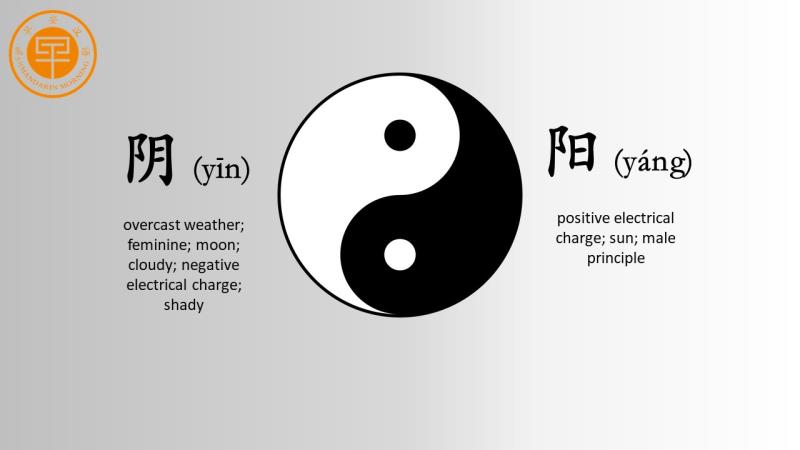 MANDARIN MORNING
阴 (yīn)
overcast weather;
feminine; moon;
cloudy; negative
electrical charge;
shady
阳 (yáng)
positive electrical
charge; sun; male
principle